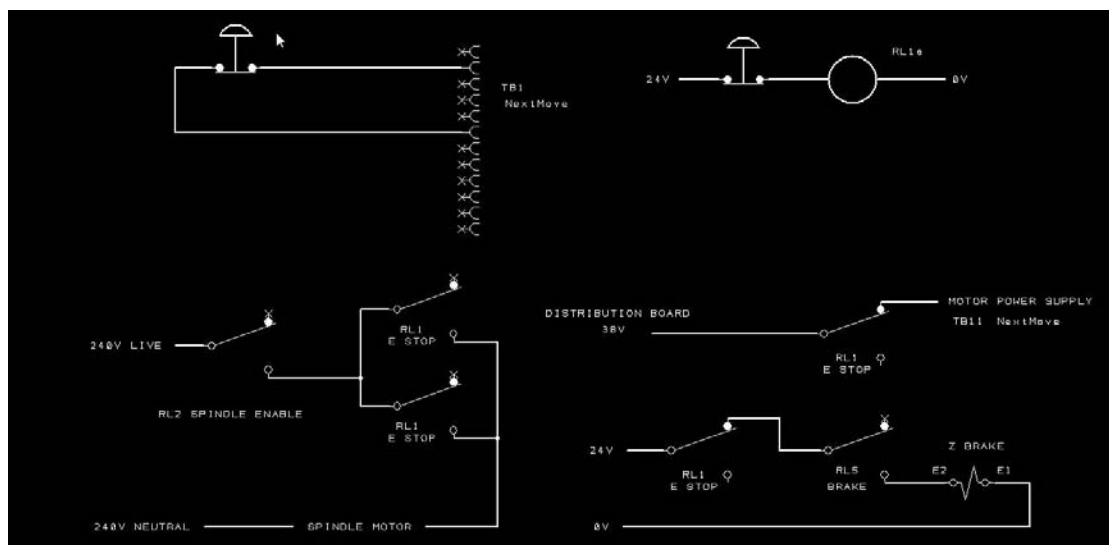 RL1a
24V
0V
TB1
NextMove
DISTRIBUTION BOARD
38V
MOTOR POWER SUPPLY
TB11 NextMove
RL1
E STOP
240V LIVE
RL1
E STOP
RL2 SPINDLE ENABLE
RL1
E STOP
24V
RL1
E STOP
RL5
BRAKE
Z BRAKE
E2
E1
240V NEUTRAL
SPINDLE MOTOR
0V